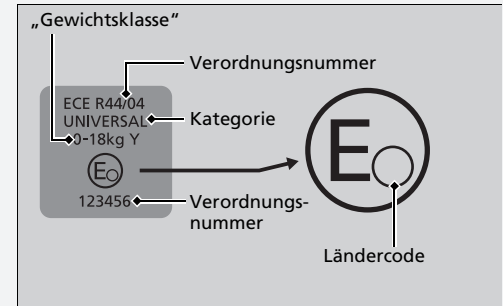 „Gewichtsklasse“
Verordnungsnummer
ECE R44/04
UNIVERSAL
Kategorie
0-18kg Y
E
E
123456
Verordnungs-
nummer
Ländercode